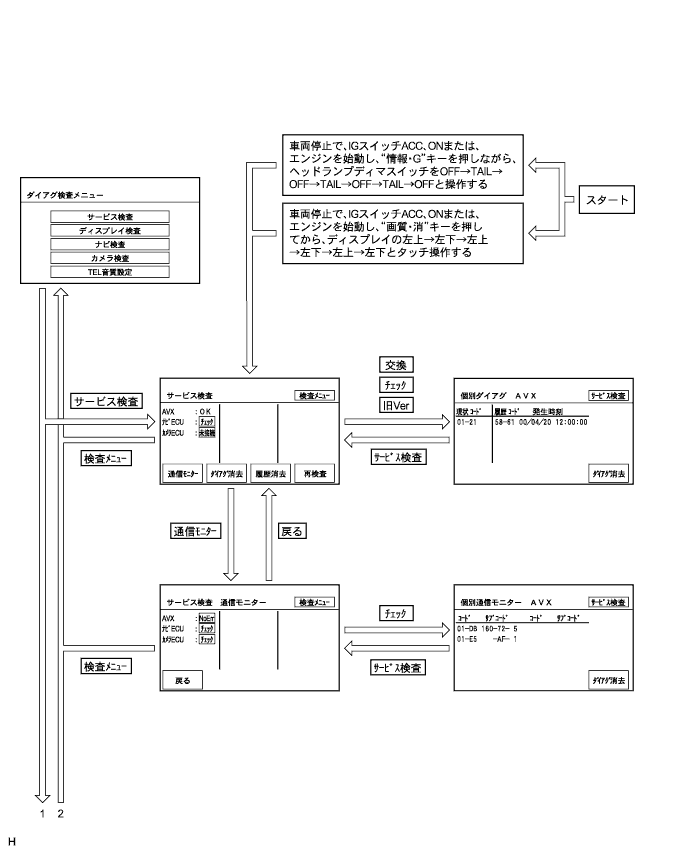 車両停止で、IGスイッチACC、ONまたは、
エンジンを始動し、“情報・G”キーを押しながら、
ヘッドランプディマスイッチをOFF→TAIL→
OFF→TAIL→OFF→TAIL→OFFと操作する
スタート
車両停止で、IGスイッチACC、ONまたは、
エンジンを始動し、“画質・消”キーを押し
てから、ディスプレイの左上→左下→左上
→左下→左上→左下とタッチ操作する
ダイアグ検査メニュー
サービス検査
ディスプレイ検査
ナビ検査
カメラ検査
TEL音質設定
サービス検査
検査ﾒﾆｭｰ
サービス検査 検査ﾒﾆｭｰ
AVX :OK
ﾅﾋﾞECU :ﾁｪｯｸ
ｶﾒﾗECU :未接続
通信ﾓﾆﾀｰ ﾀﾞｲｱｸﾞ消去 履歴消去 再検査
交換
ﾁｪｯｸ
旧Ver
ｻｰﾋﾞｽ検査
個別ダイアグ AVX ｻｰﾋﾞｽ検査
現状ｺｰﾄﾞ 履歴ｺｰﾄﾞ 発生時刻
01-21 58-61 00/04/20 12:00:00
ﾀﾞｲｱｸﾞ消去
通信ﾓﾆﾀｰ
戻る
サービス検査 通信モニター 検査ﾒﾆｭｰ
AVX :NoErr
ﾅﾋﾞECU :ﾁｪｯｸ
ｶﾒﾗECU :ﾁｪｯｸ
戻る
検査ﾒﾆｭｰ
ﾁｪｯｸ
ｻｰﾋﾞｽ検査
個別通信モニター AVX ｻｰﾋﾞｽ検査
ｺｰﾄﾞ ｻﾌﾞｺｰﾄﾞ ｺｰﾄﾞ ｻﾌﾞｺｰﾄﾞ
01-DB 160-72- 5
01-E5 -AF- 1
ﾀﾞｲｱｸﾞ消去
1 2
H